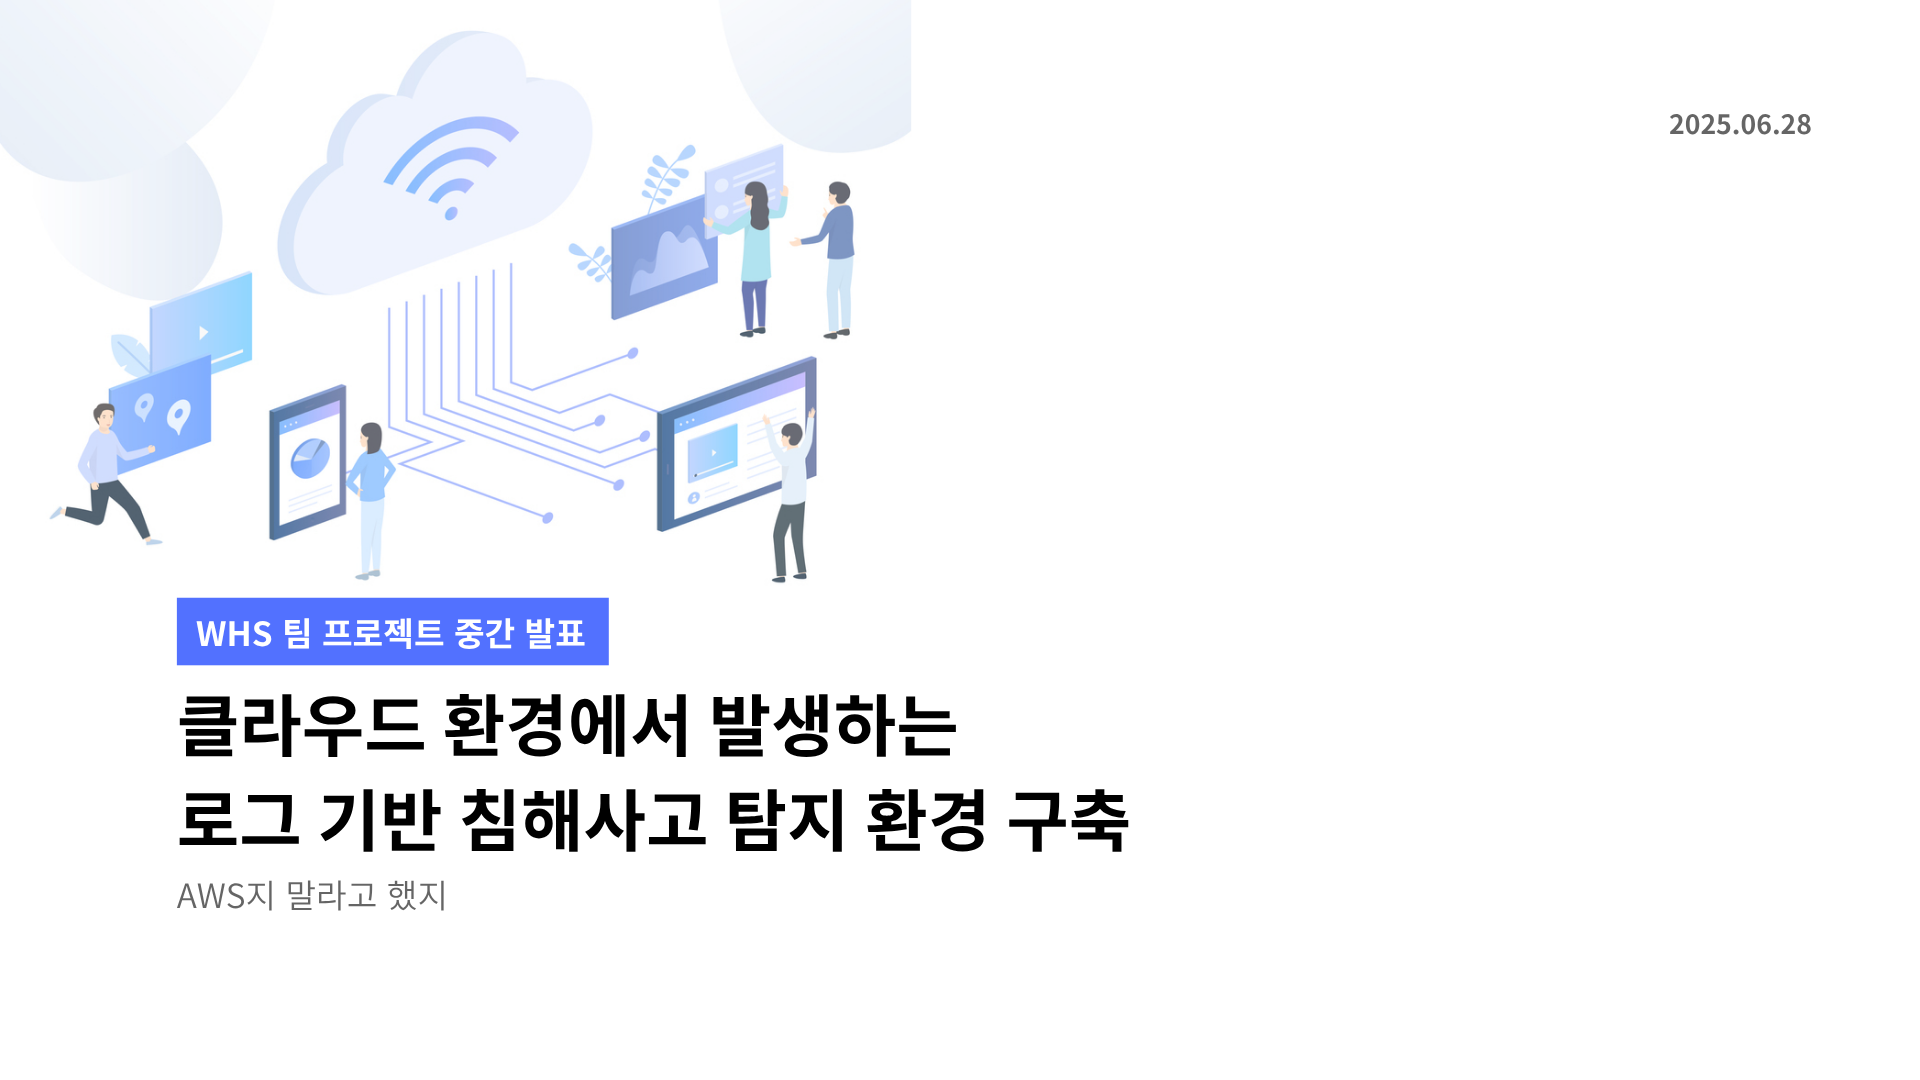 2025.06.28
WHS 팀 프로젝트 중간 발표
클라우드 환경에서 발생하는
로그 기반 침해사고 탐지 환경 구축
AWS지 말라고 했지